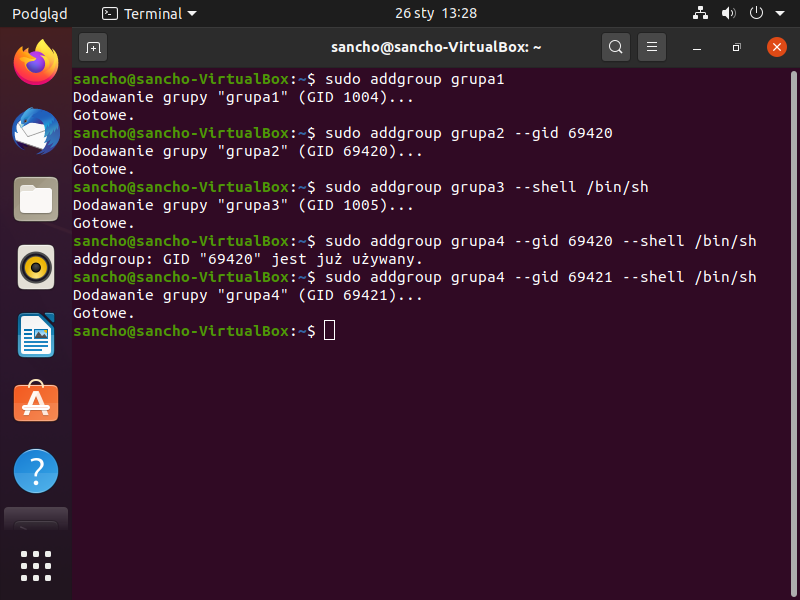 Podgląd Terminal 26 sty 13:28
sancho@sancho-VirtualBox: ~
sancho@sancho-VirtualBox:~$ sudo addgroup grupa1
Dodawanie grupy "grupa1" (GID 1004)...
Gotowe.
sancho@sancho-VirtualBox:~$ sudo addgroup grupa2 --gid 69420
Dodawanie grupy "grupa2" (GID 69420)...
Gotowe.
sancho@sancho-VirtualBox:~$ sudo addgroup grupa3 --shell /bin/sh
Dodawanie grupy "grupa3" (GID 1005)...
Gotowe.
sancho@sancho-VirtualBox:~$ sudo addgroup grupa4 --gid 69420 --shell /bin/sh
addgroup: GID "69420" jest już używany.
sancho@sancho-VirtualBox:~$ sudo addgroup grupa4 --gid 69421 --shell /bin/sh
Dodawanie grupy "grupa4" (GID 69421)...
Gotowe.
sancho@sancho-VirtualBox:~$